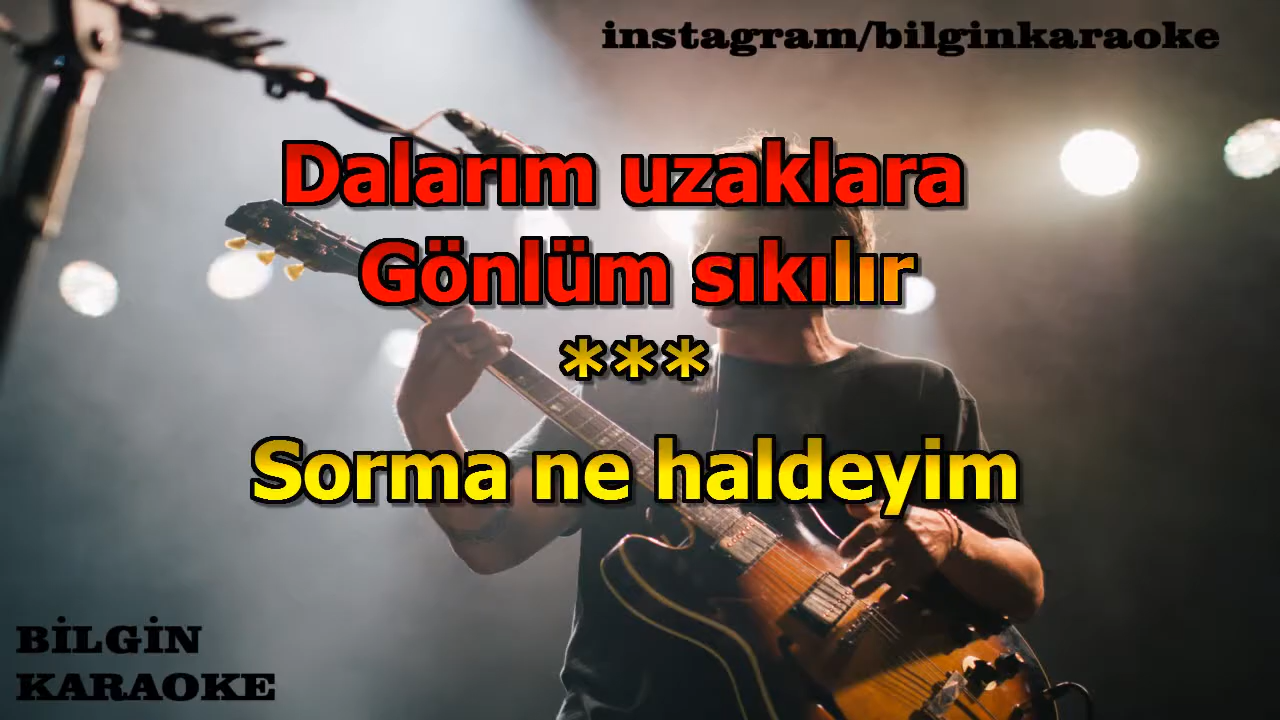 instagram/bilginkaraoke
Dalarım uzaklara
Gönlüm sıkılır
***
Sorma ne haldeyim
BİLGİN
KARAOKE